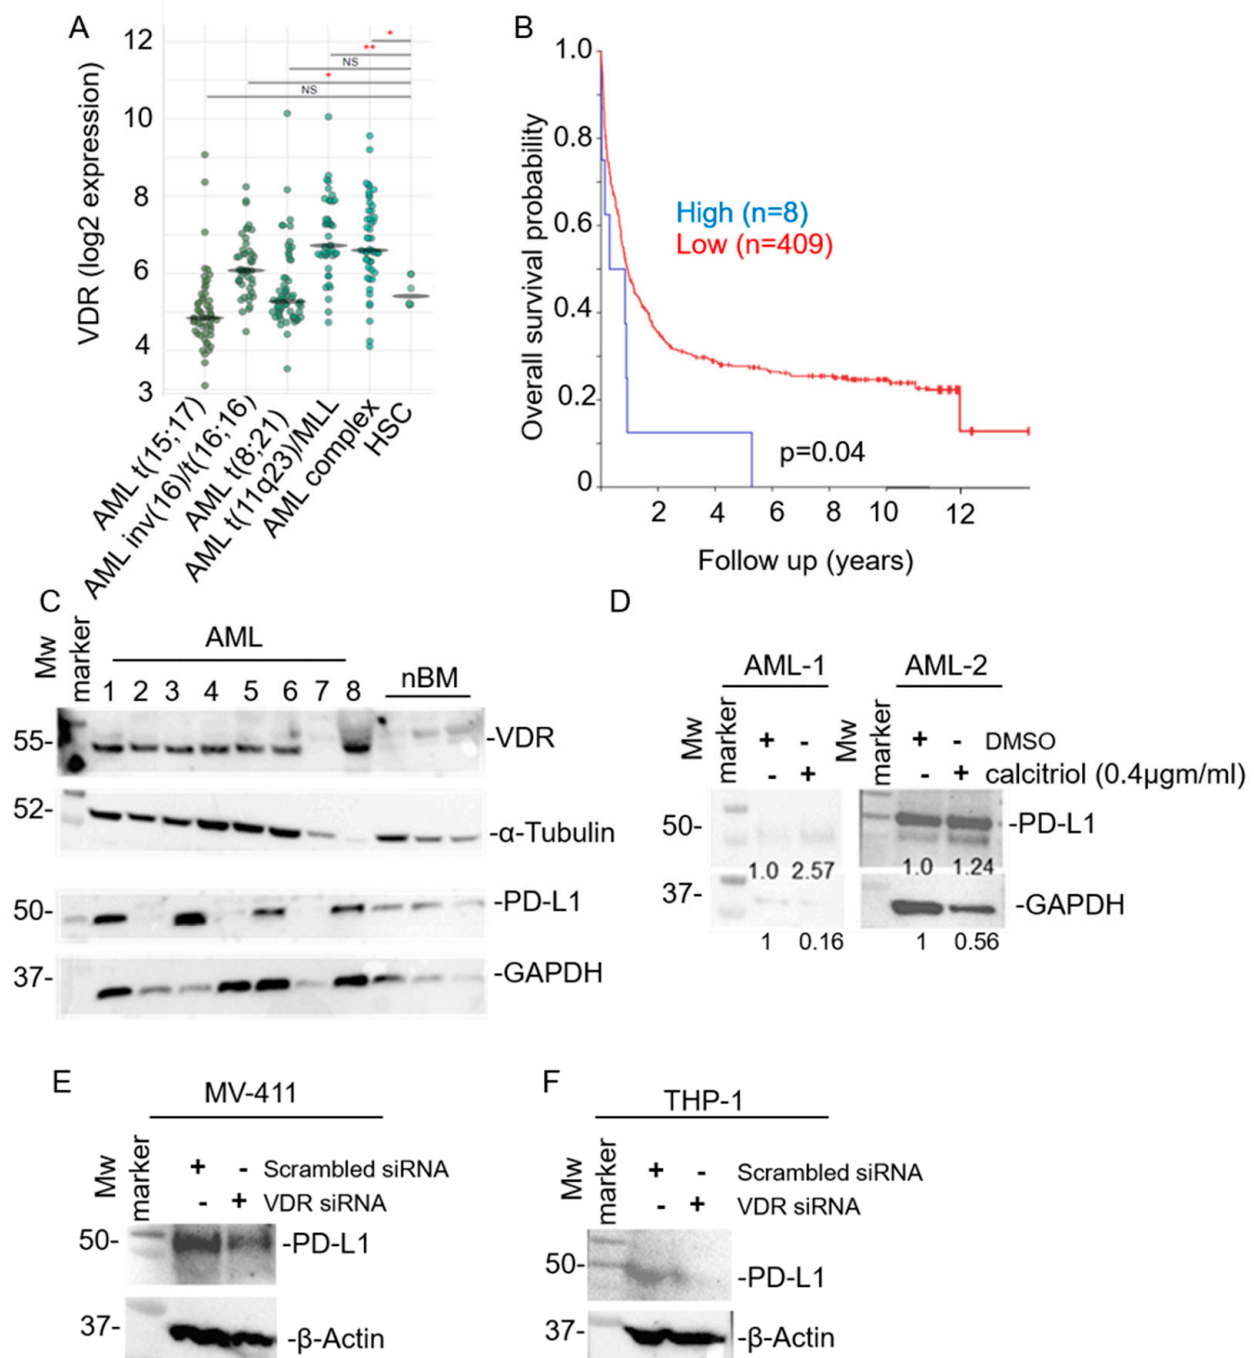 A
VDR (log2 expression)
12
10
8
6
4
3
*
**
NS
*
NS
AML t(15;17)
AML inv(16)/t(16;16)
AML t(8;21)
AML t(11q23)/MLL
AML complex
HSC
B
Overall survival probability
1.0
0.8
0.6
0.4
0.2
0
High (n=8)
Low (n=409)
p=0.04
2 4 6 8 10 12
Follow up (years)
C
Mw
marker
AML
nBM
1 2 3 4 5 6 7 8
55- -VDR
52- -α-Tubulin
50- -PD-L1
37- -GAPDH
D
AML-1 AML-2
Mw
marker
Mw
marker
+ - + - DMSO
- + - + calcitriol (0.4µgm/ml)
50- -PD-L1
1.0 2.57 1.0 1.24
37- -GAPDH
1 0.16 1 0.56
E
MV-411
Mw
marker
+ - Scrambled siRNA
- + VDR siRNA
50- -PD-L1
37- -β-Actin
F
THP-1
Mw
marker
+ - Scrambled siRNA
- + VDR siRNA
50- -PD-L1
37- -β-Actin